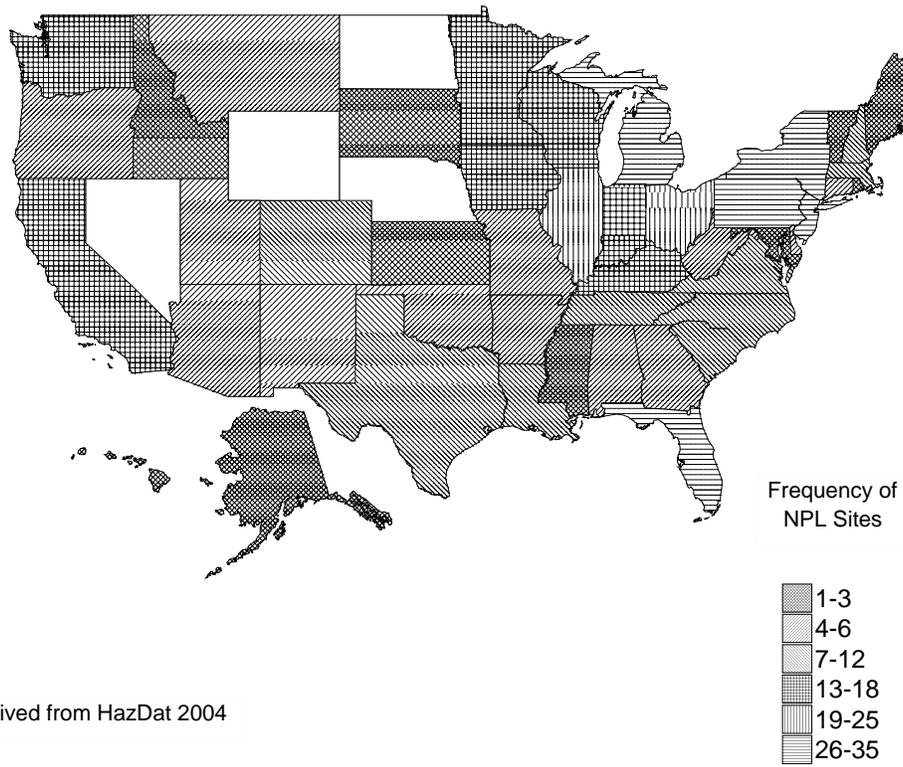 Frequency of
NPL Sites
1-3
4-6
7-12
13-18
19-25
26-35
ived from HazDat 2004